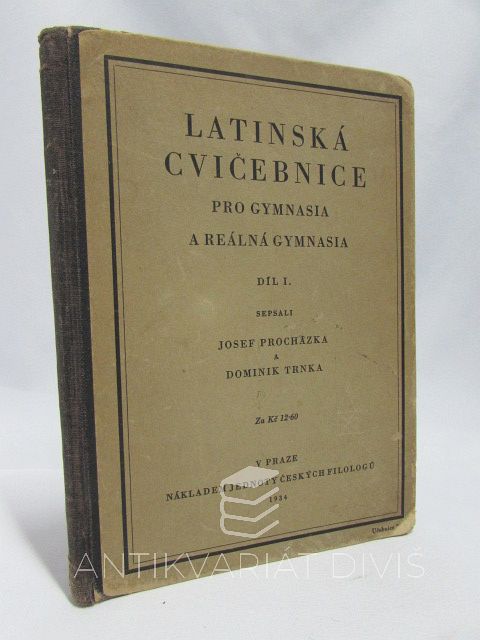 LATINSKÁ
CVIČEBNICE
PRO GYMNASIA
A REÁLNÁ GYMNASIA
DÍL I.
SEPSALI
JOSEF PROCHÁZKA
A
DOMINIK TRNKA
Za Kč 12·60
V PRAZE
NÁKLADEM JEDNOTY ČESKÝCH FILOLOGŮ
1934
Učebnice
ANTIKVARIÁT DIVIŠ